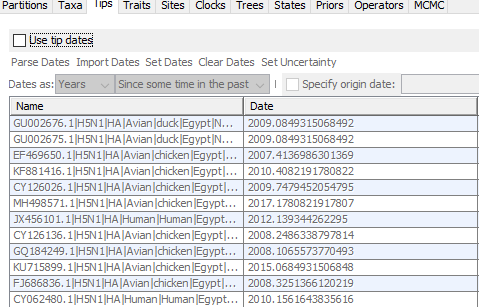 Partitions Taxa Tips Traits Sites Clocks Trees States Priors Operators MCMC
Use tip dates
Parse Dates Import Dates Set Dates Clear Dates Set Uncertainty
Dates as: Years Since some time in the past Specify origin date:
Name Date
GU002676.1|H5N1|HA|Avian|duck|Egypt|N... 2009.0849315068492
GU002675.1|H5N1|HA|Avian|duck|Egypt|N... 2009.0849315068492
EF469650.1|H5N1|HA|Avian|chicken|Egypt|... 2007.4136986301369
KF881416.1|H5N1|HA|Avian|chicken|Egypt|... 2010.4082191780822
CY126026.1|H5N1|HA|Avian|chicken|Egypt|... 2009.7479452054795
MH498571.1|H5N1|HA|Avian|chicken|Egypt... 2017.1780821917807
JX456101.1|H5N1|HA|Human|Human|Egypt... 2012.139344262295
CY126136.1|H5N1|HA|Avian|chicken|Egypt|... 2008.2486338797814
GQ184249.1|H5N1|HA|Avian|chicken|Egypt... 2008.1065573770493
KU715899.1|H5N1|HA|Avian|chicken|Egypt|... 2015.0684931506848
FJ686836.1|H5N1|HA|Avian|chicken|Egypt|... 2008.3251366120219
CY062480.1|H5N1|HA|Human|Human|Egypt... 2010.1561643835616